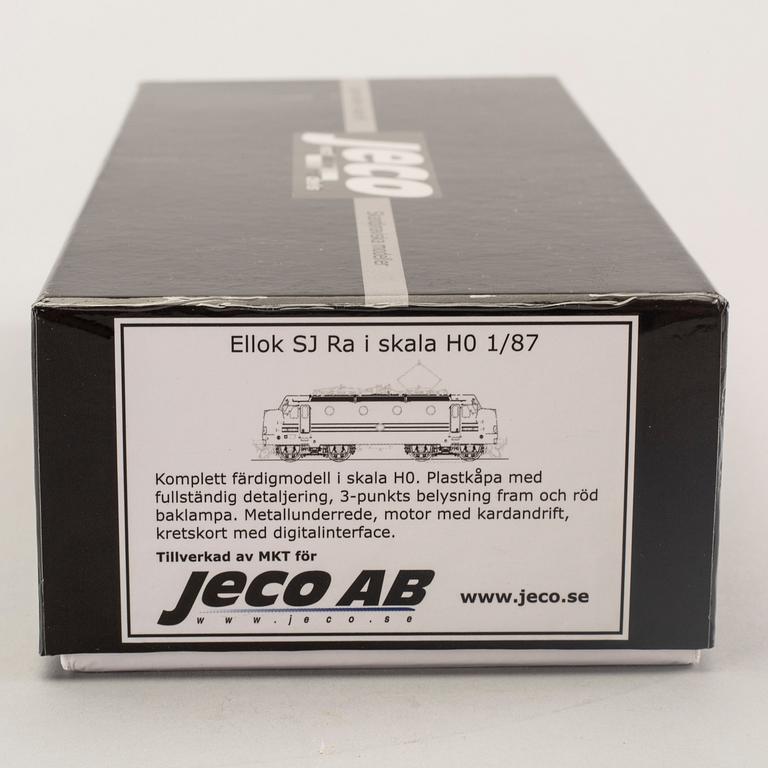 Jeco
Skandinaviska modeller
Ellok SJ Ra i skala H0 1/87
Komplett färdigmodell i skala H0. Plastkåpa med
fullständig detaljering, 3-punkts belysning fram och röd
baklampa. Metallunderrede, motor med kardandrift,
kretskort med digitalinterface.
Tillverkad av MKT för
Jeco AB
www.jeco.se
www.jeco.se